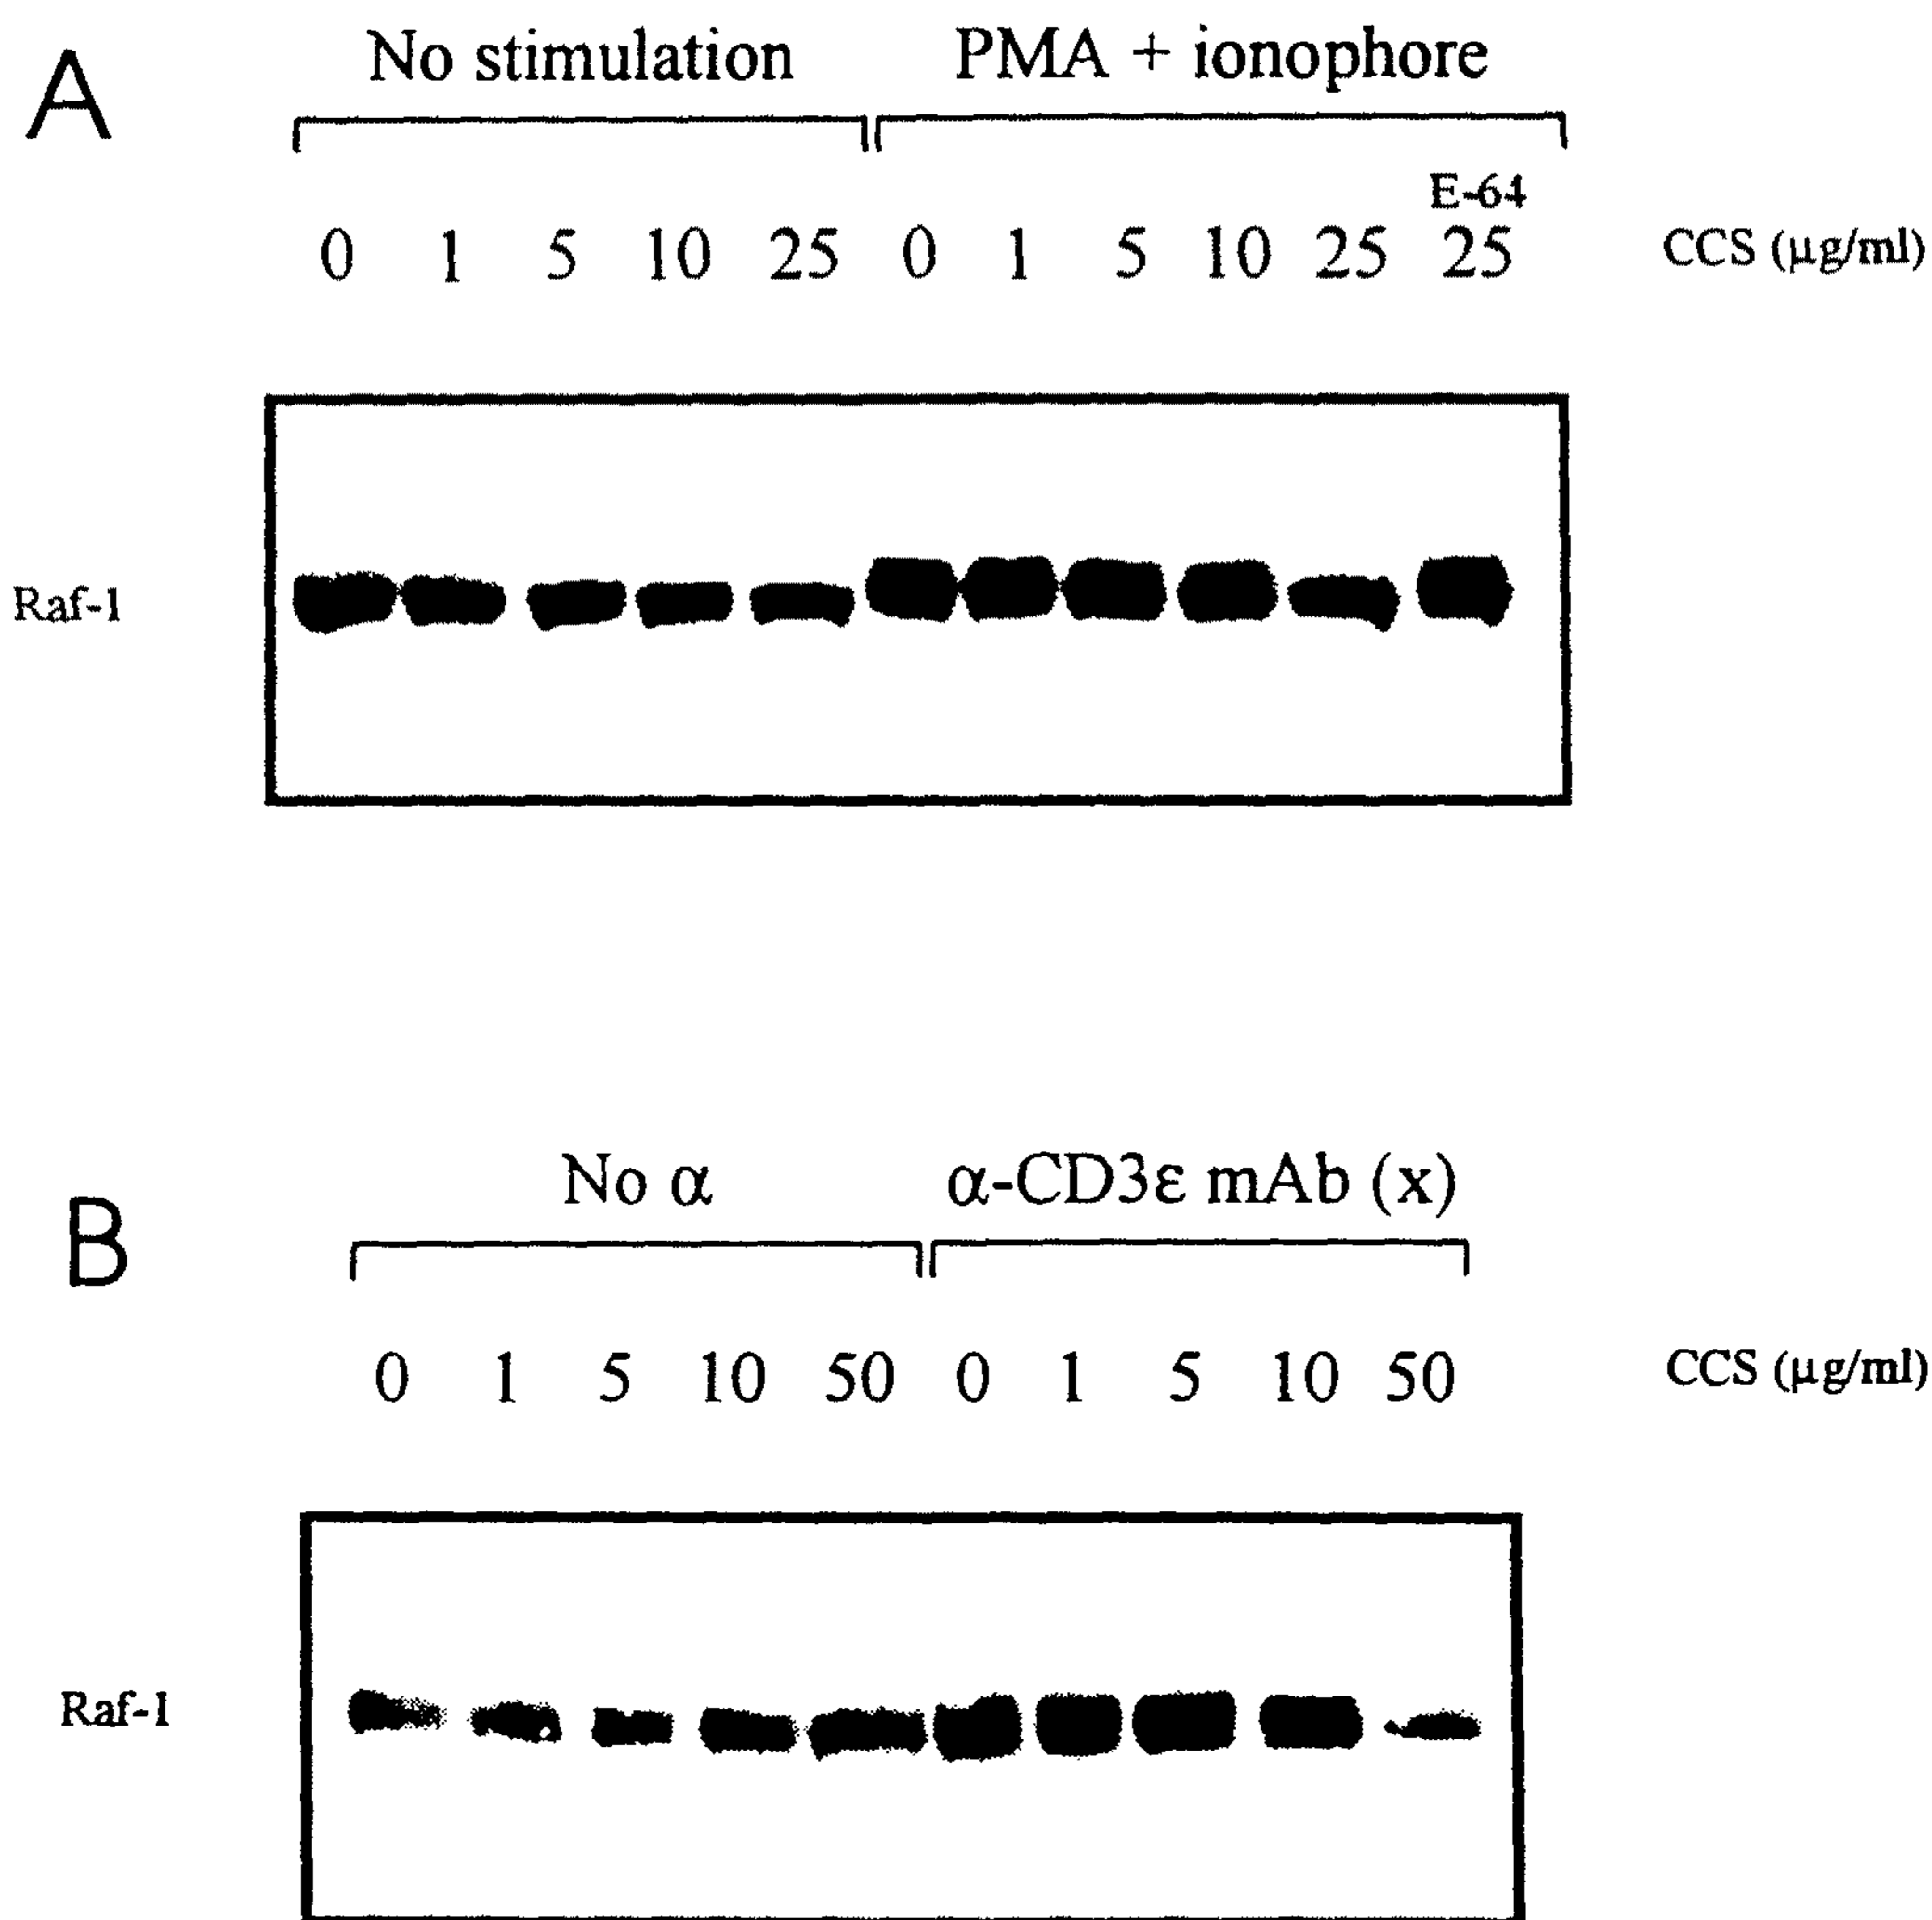 A
No stimulation PMA + ionophore
E-64
0 1 5 10 25 0 1 5 10 25 25 CCS (μg/ml)
Raf-1
B
No α α-CD3ε mAb (x)
0 1 5 10 50 0 1 5 10 50 CCS (μg/ml)
Raf-1